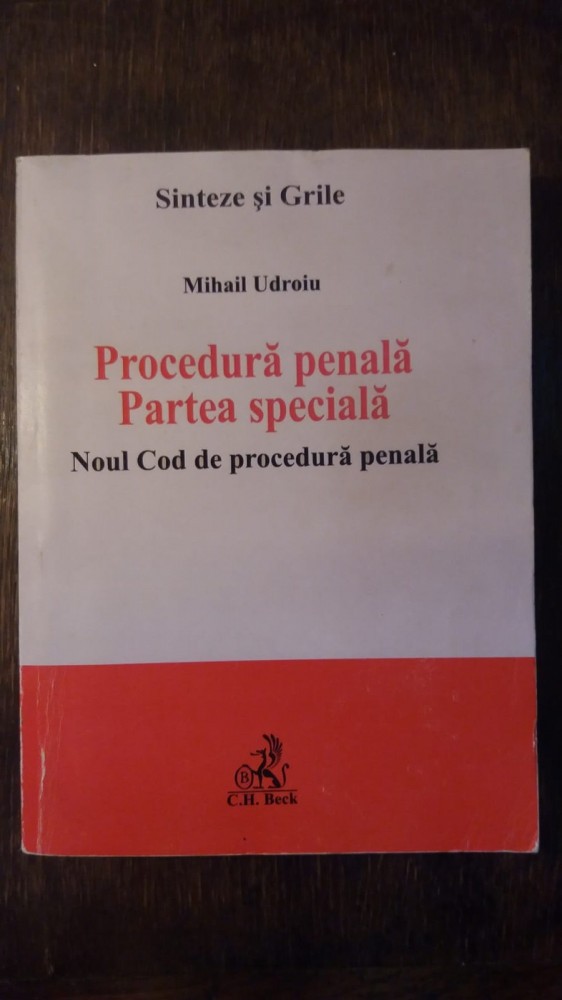 Sinteze şi Grile
Mihail Udroiu
Procedură penală
Partea specială
Noul Cod de procedură penală
B
C.H. Beck